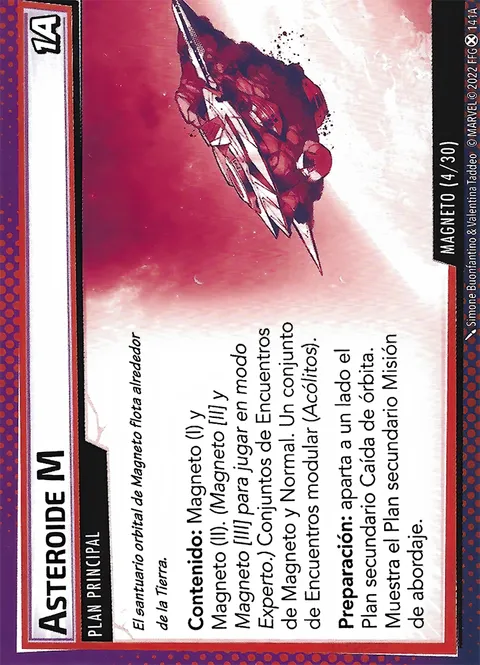 ASTEROIDE M
1A
PLAN PRINCIPAL
El santuario orbital de Magneto flota alrededor
de la Tierra.
Contenido: Magneto (I) y
Magneto (II). (Magneto [II] y
Magneto [III] para jugar en modo
Experto.) Conjuntos de Encuentros
de Magneto y Normal. Un conjunto
de Encuentros modular (Acólitos).
Preparación: aparta a un lado el
Plan secundario Caída de órbita.
Muestra el Plan secundario Misión
de abordaje.
MAGNETO (4/30)
Simone Buonfantino & Valentina Taddeo © MARVEL © 2022 FFG 141A